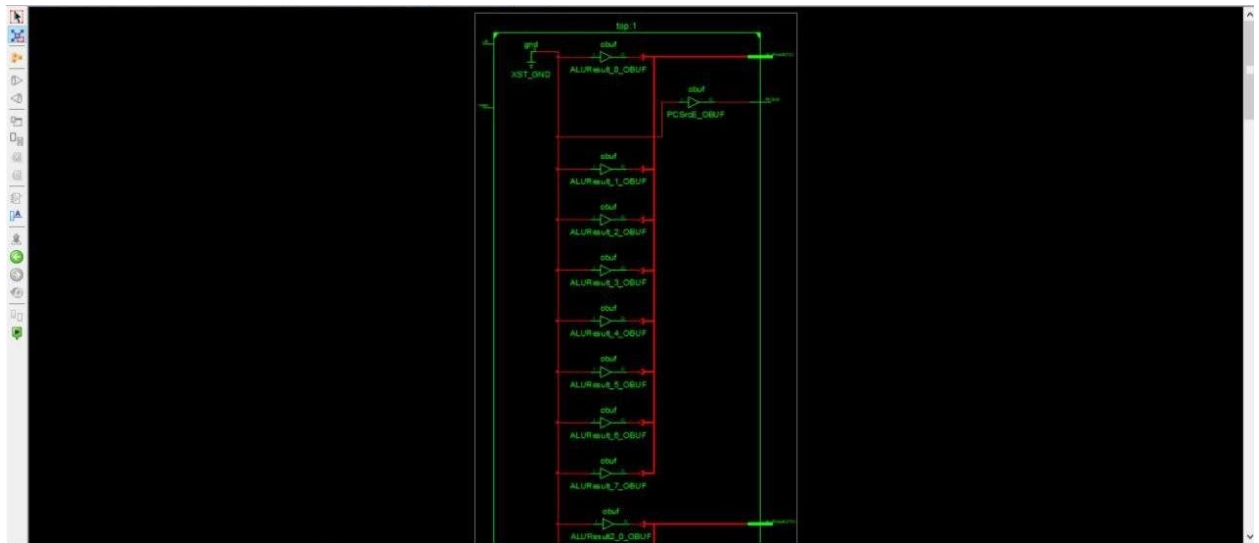 top:1
gnd
XST_GND
obuf
ALUResult_0_OBUF
obuf
PCSrcE_OBUF
obuf
ALUResult_1_OBUF
obuf
ALUResult_2_OBUF
obuf
ALUResult_3_OBUF
obuf
ALUResult_4_OBUF
obuf
ALUResult_5_OBUF
obuf
ALUResult_6_OBUF
obuf
ALUResult_7_OBUF
obuf
ALUResult2_0_OBUF